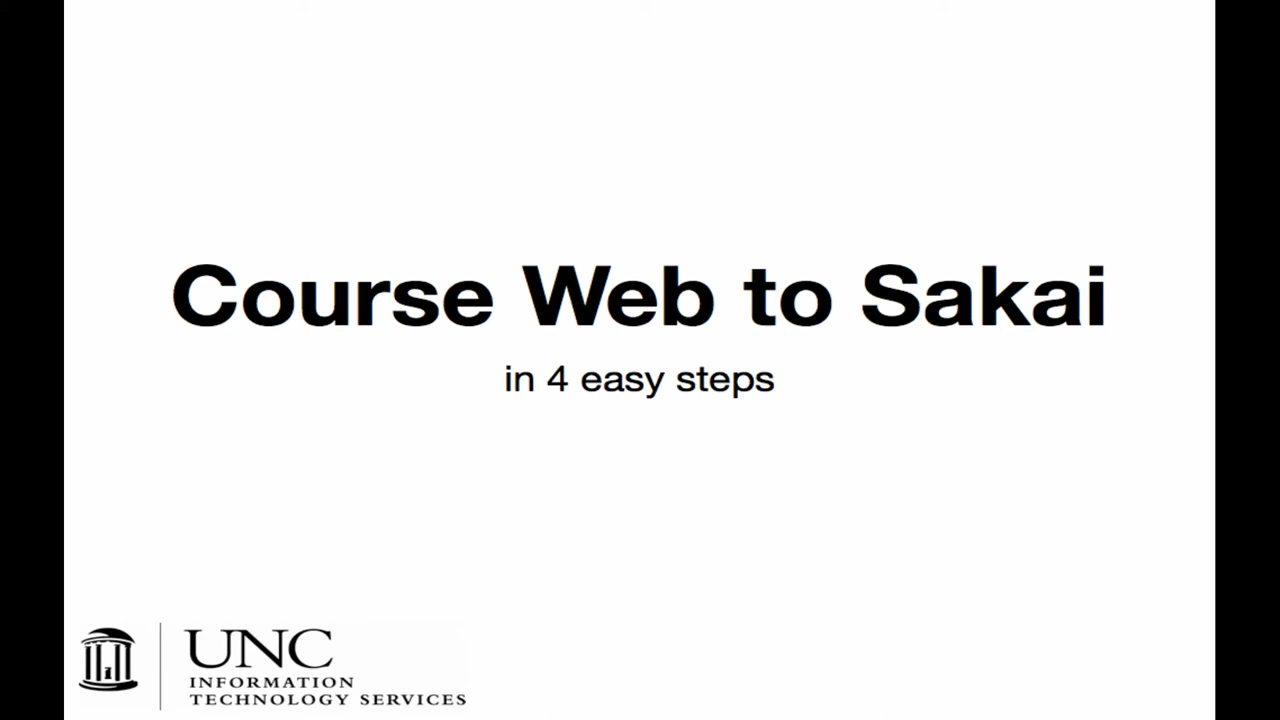 Course Web to Sakai
in 4 easy steps
UNC
INFORMATION
TECHNOLOGY SERVICES